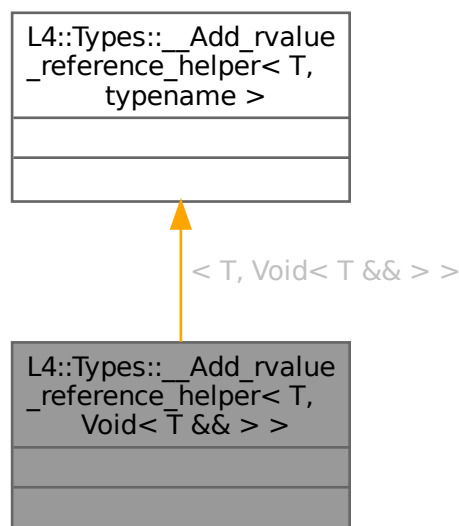 L4::Types::__Add_rvalue
_reference_helper< T,
typename >
< T, Void< T && > >
L4::Types::__Add_rvalue
_reference_helper< T,
Void< T && > >